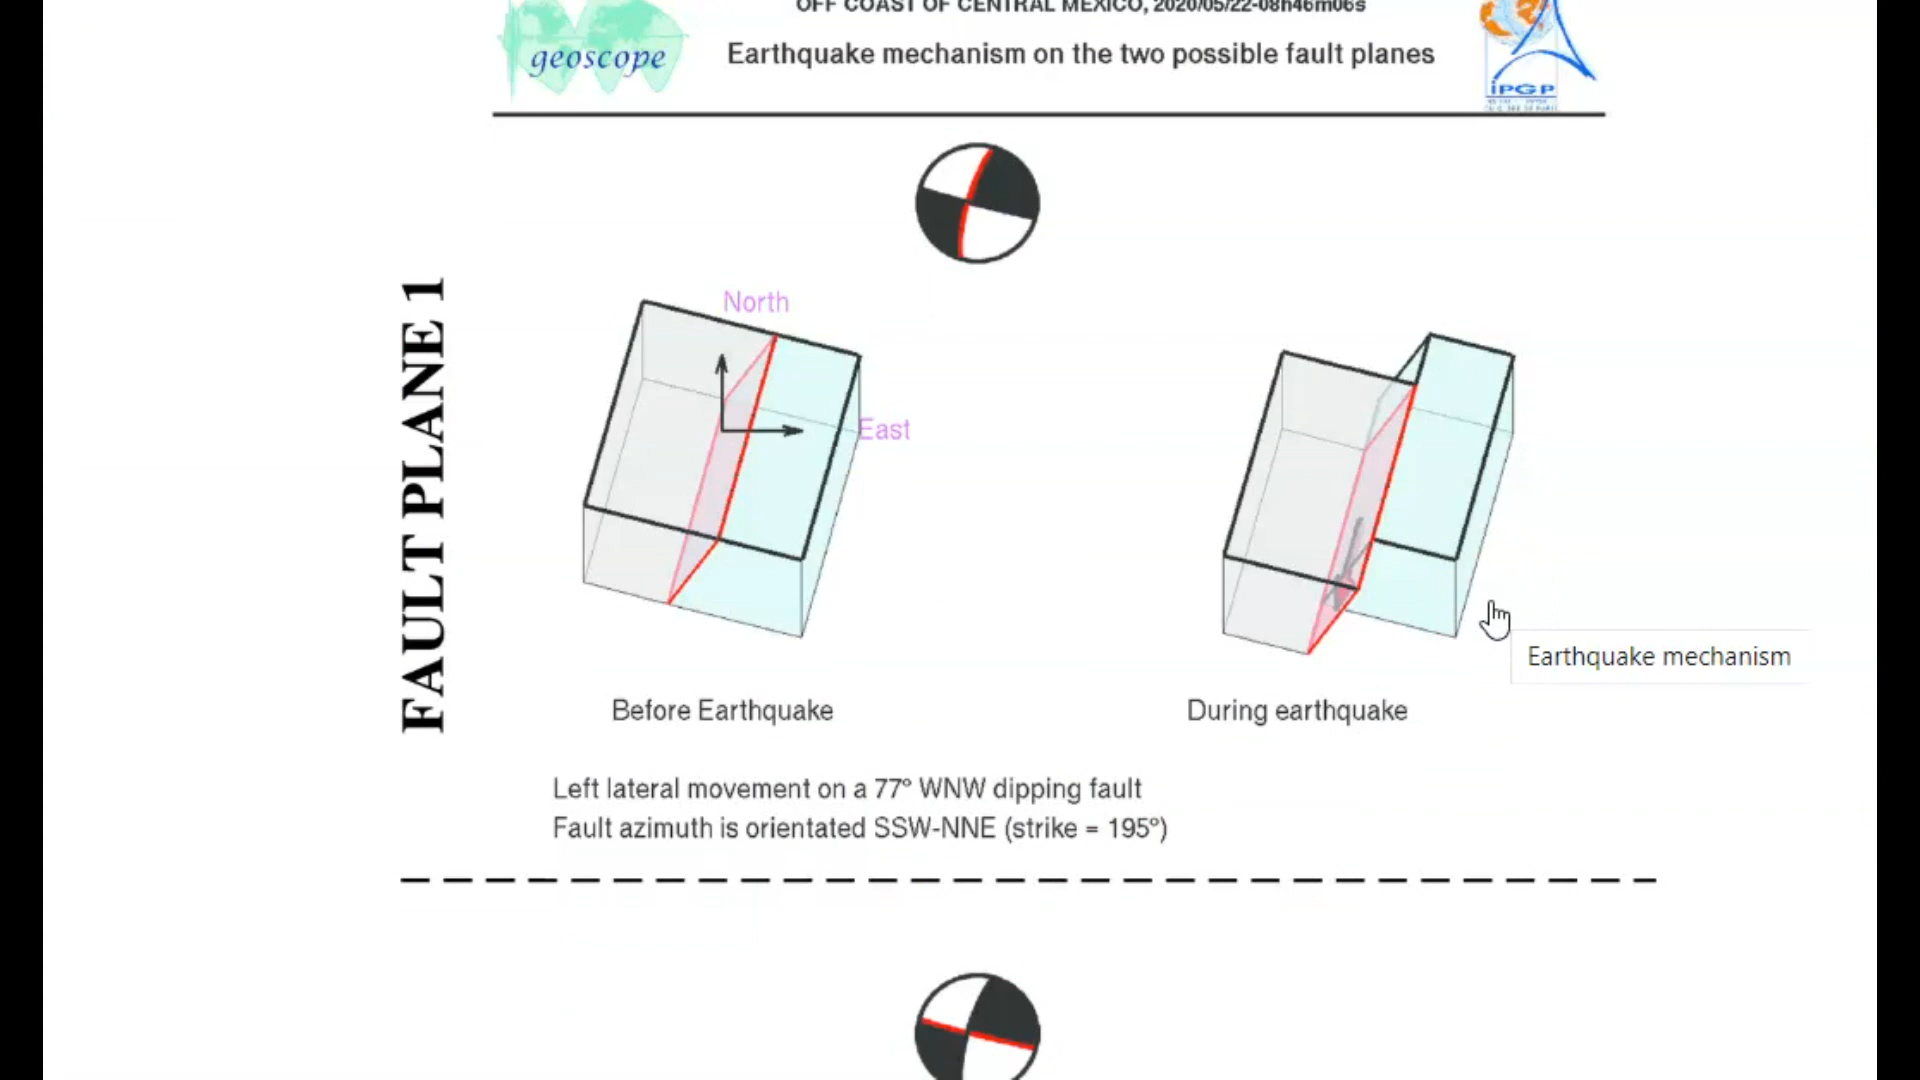 OFF COAST OF CENTRAL MEXICO, 2020/05/22-08h46m06s
geoscope
Earthquake mechanism on the two possible fault planes
iPGP
FAULT PLANE 1
North
East
Earthquake mechanism
Before Earthquake
During earthquake
Left lateral movement on a 77º WNW dipping fault
Fault azimuth is orientated SSW-NNE (strike = 195º)